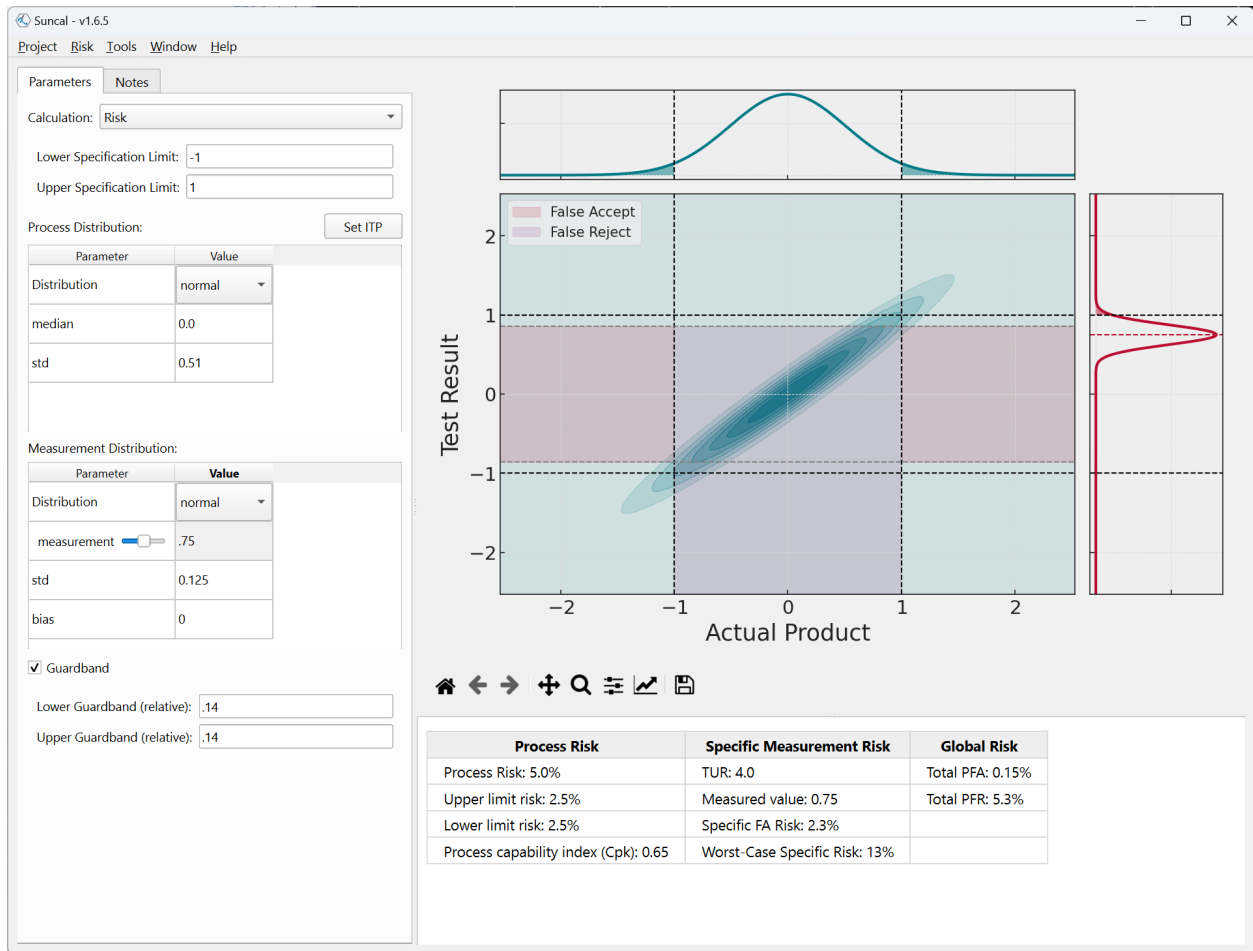 Suncal - v1.6.5
Project Risk Tools Window Help
Parameters Notes
Calculation: Risk
Lower Specification Limit: -1
Upper Specification Limit: 1
Process Distribution: Set ITP
Parameter Value
Distribution normal
median 0.0
std 0.51
Measurement Distribution:
Parameter Value
Distribution normal
measurement .75
std 0.125
bias 0
Guardband
Lower Guardband (relative): .14
Upper Guardband (relative): .14
False Accept
False Reject
2
1
0
−1
−2
Test Result
−2 −1 0 1 2
Actual Product
Process Risk Specific Measurement Risk Global Risk
Process Risk: 5.0% TUR: 4.0 Total PFA: 0.15%
Upper limit risk: 2.5% Measured value: 0.75 Total PFR: 5.3%
Lower limit risk: 2.5% Specific FA Risk: 2.3%
Process capability index (Cpk): 0.65 Worst-Case Specific Risk: 13%